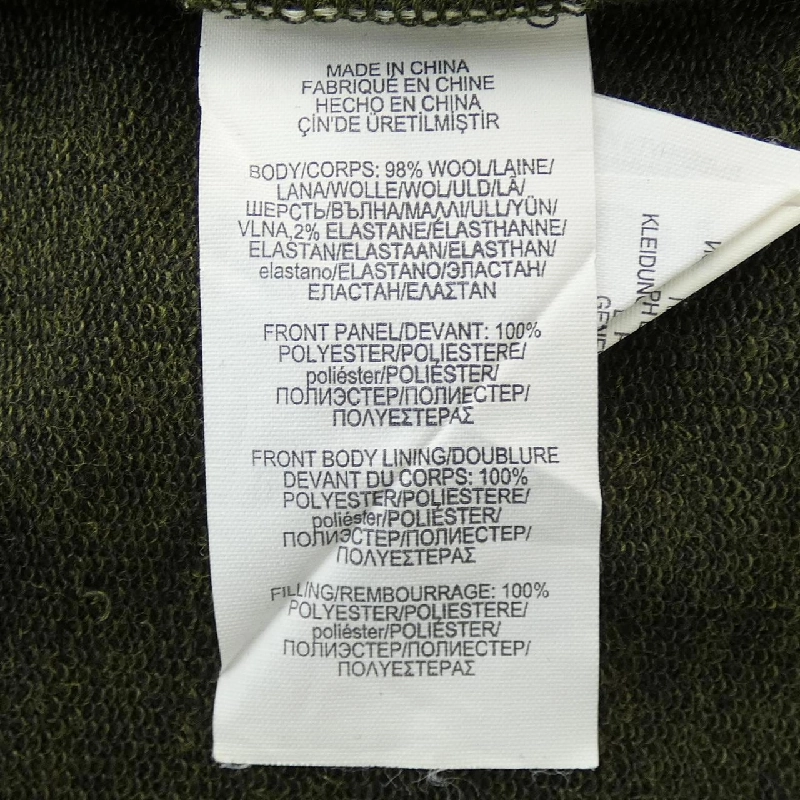 MADE IN CHINA
FABRIQUÉ EN CHINE
HECHO EN CHINA
ÇİN'DE ÜRETİLMİŞTİR
BODY/CORPS: 98% WOOL/LAINE/
LANA/WOLLE/WOL/ULD/LÃ/
ШЕРСТЬ/ВЪЛНА/ΜΑΛΛΙ/ULL/YÜN/
VLNA,2% ELASTANE/ÉLASTHANNE/
ELASTAN/ELASTAAN/ELASTHAN/
elastano/ELASTANO/ЭЛАСТАН/
ЕЛАСТАН/ΕΛΑΣΤΑΝ
FRONT PANEL/DEVANT: 100%
POLYESTER/POLIESTERE/
poliéster/POLIÉSTER/
ПОЛИЭСТЕР/ПОЛИЕСТЕР/
ΠΟΛΥΕΣΤΕΡΑΣ
FRONT BODY LINING/DOUBLURE
DEVANT DU CORPS: 100%
POLYESTER/POLIESTERE/
poliéster/POLIÉSTER/
ПОЛИЭСТЕР/ПОЛИЕСТЕР/
ΠΟΛΥΕΣΤΕΡΑΣ
FILLING/REMBOURRAGE: 100%
POLYESTER/POLIESTERE/
poliéster/POLIÉSTER/
ПОЛИЭСТЕР/ПОЛИЕСТЕР/
ΠΟΛΥΕΣΤΕΡΑΣ